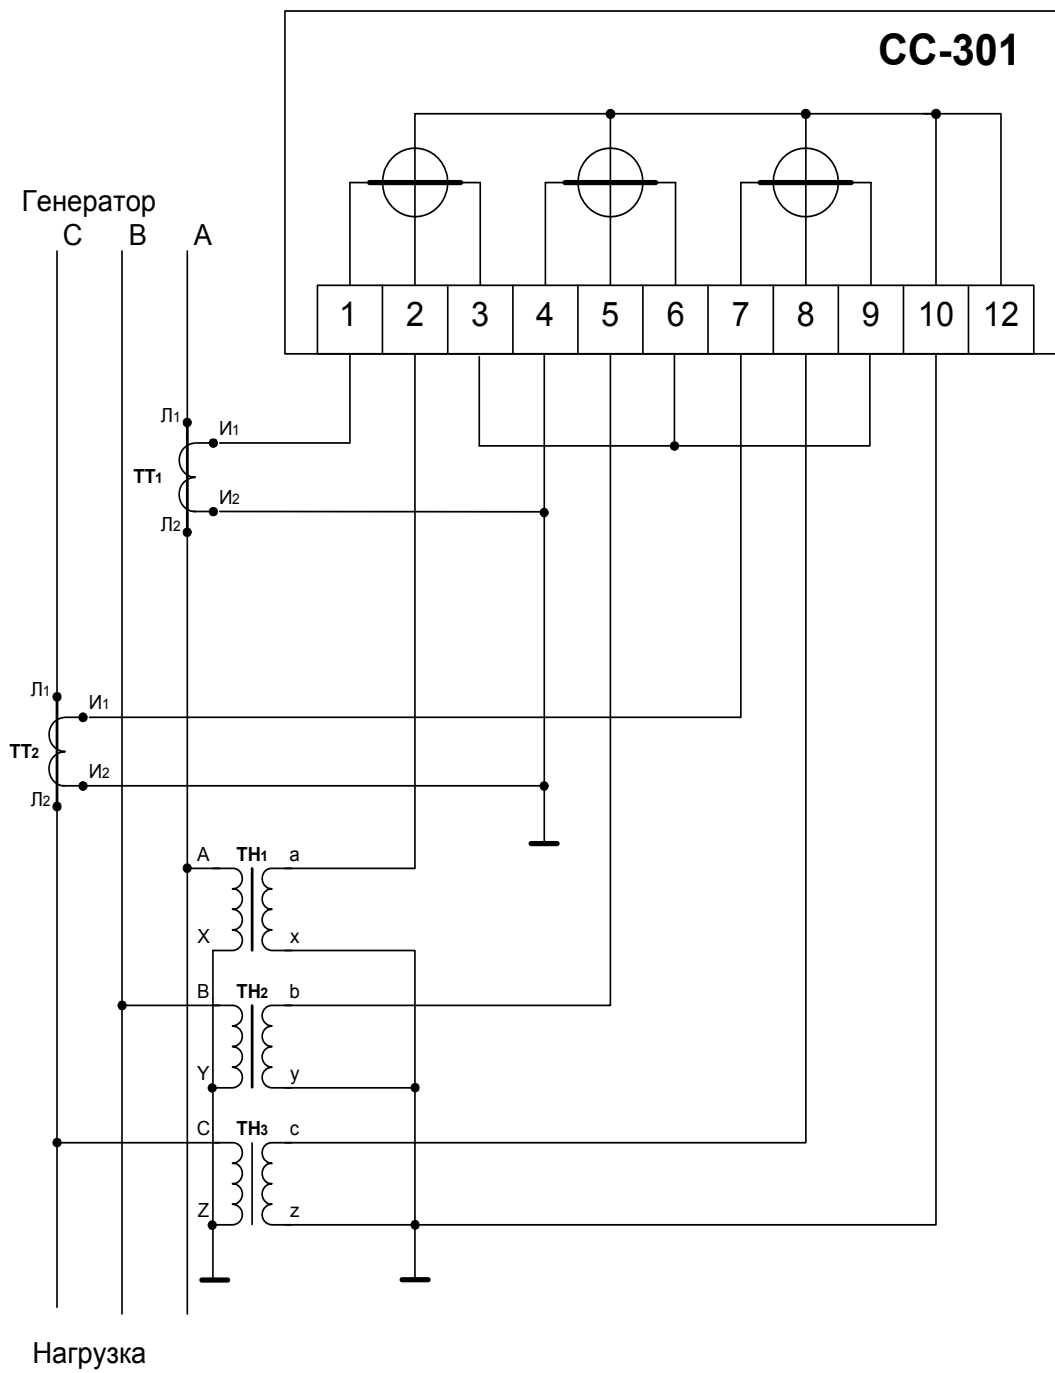 СС-301
Генератор
С В А
1 2 3 4 5 6 7 8 9 10 12
Л1
И1
ТТ1
И2
Л2
Л1
И1
ТТ2
И2
Л2
А ТН1 a
X x
В ТН2 b
Y y
С ТН3 c
Z z
Нагрузка